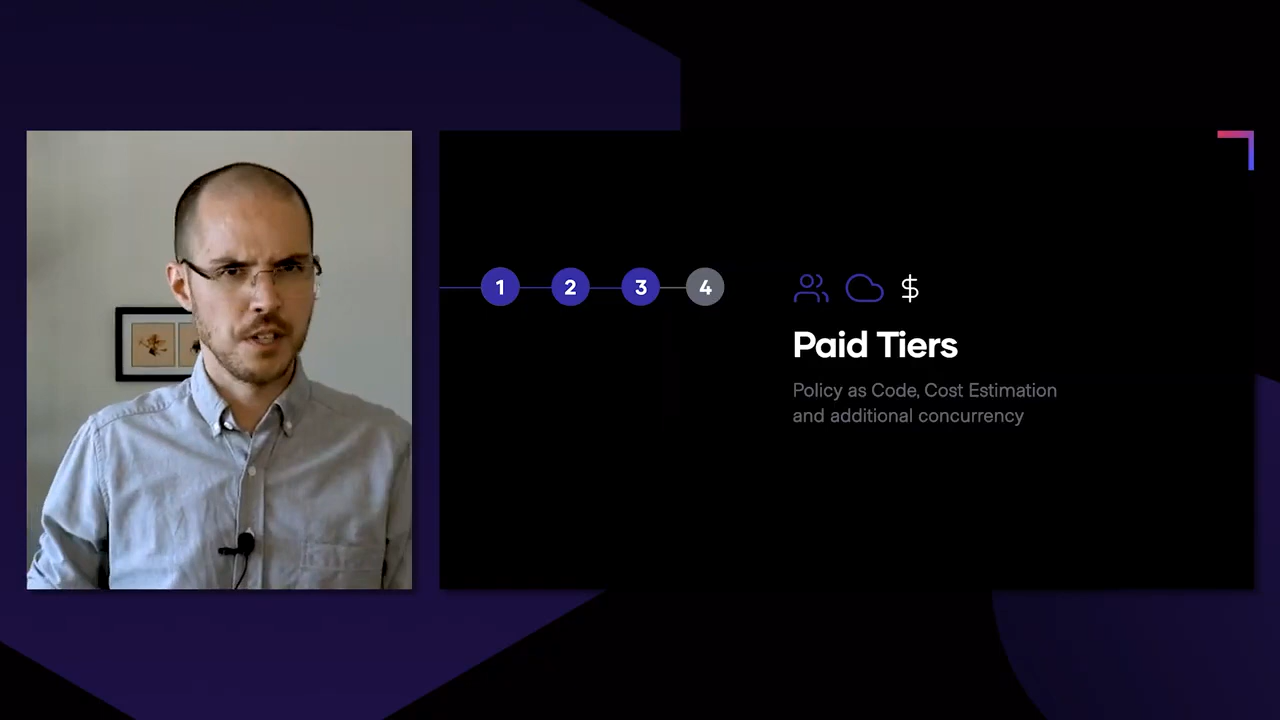 1 2 3 4
$
Paid Tiers
Policy as Code, Cost Estimation
and additional concurrency